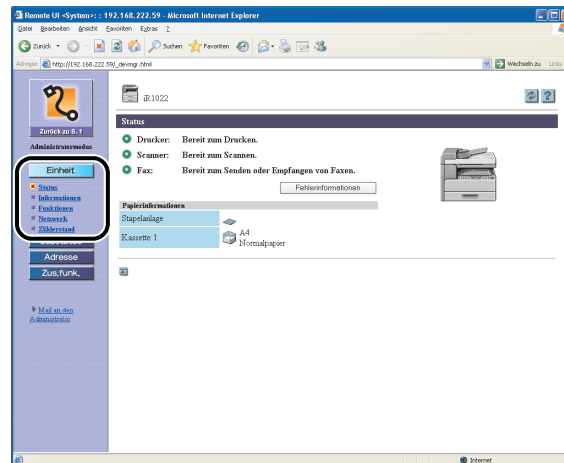 Remote UI <System>: : 192.168.222.59 - Microsoft Internet Explorer
Datei Bearbeiten Ansicht Favoriten Extras ?
Zurück Suchen Favoriten
Adresse http://192.168.222.59/_devmgr.html Wechseln zu Links
iR1022
Zurück zu S. 1
Administratormodus
Einheit
Status
Informationen
Funktionen
Netzwerk
Zählerstand
Adresse
Zus.funk.
Mail an den
Administrator
Status
Drucker: Bereit zum Drucken.
Scanner: Bereit zum Scannen.
Fax: Bereit zum Senden oder Empfangen von Faxen.
Fehlerinformationen
Papierinformationen
Stapelanlage
Kassette 1 A4
Normalpapier
Internet